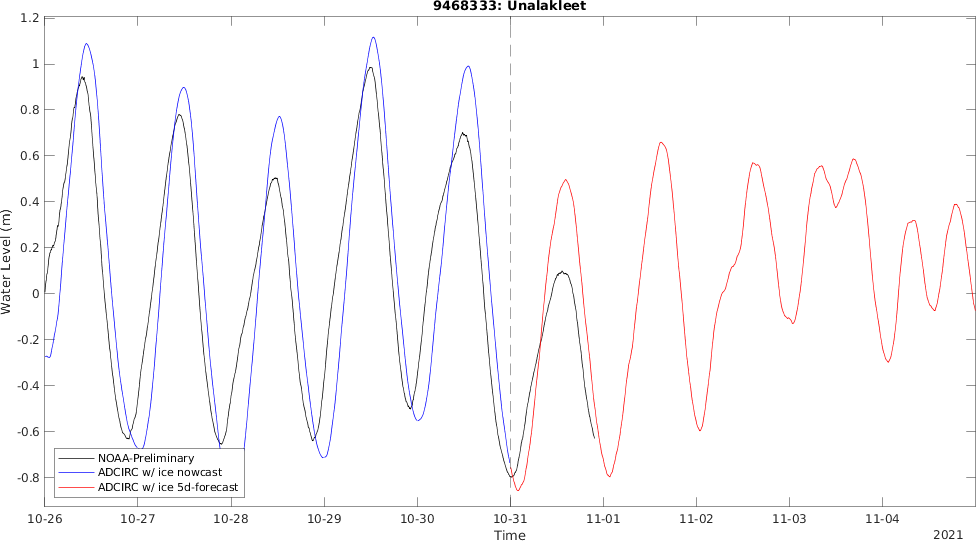 9468333: Unalakleet
1.2
1
0.8
0.6
0.4
0.2
0
-0.2
-0.4
-0.6
-0.8
Water Level (m)
NOAA-Preliminary
ADCIRC w/ ice nowcast
ADCIRC w/ ice 5d-forecast
10-26 10-27 10-28 10-29 10-30 10-31 11-01 11-02 11-03 11-04
Time
2021